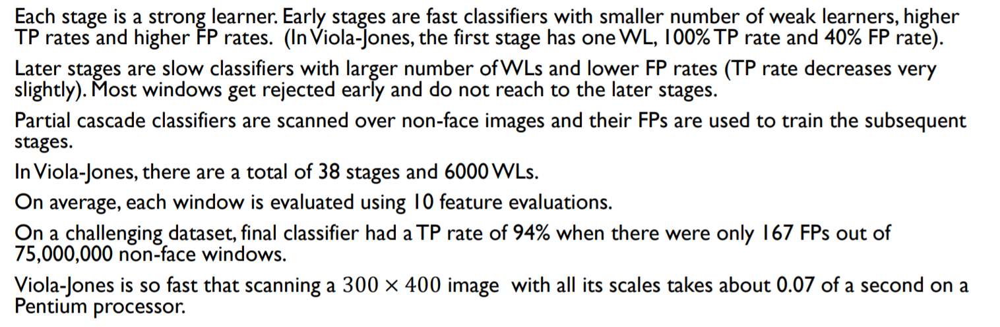 Each stage is a strong learner. Early stages are fast classifiers with smaller number of weak learners, higher
TP rates and higher FP rates. (In Viola-Jones, the first stage has one WL, 100% TP rate and 40% FP rate).
Later stages are slow classifiers with larger number of WLs and lower FP rates (TP rate decreases very
slightly). Most windows get rejected early and do not reach to the later stages.
Partial cascade classifiers are scanned over non-face images and their FPs are used to train the subsequent
stages.
In Viola-Jones, there are a total of 38 stages and 6000 WLs.
On average, each window is evaluated using 10 feature evaluations.
On a challenging dataset, final classifier had a TP rate of 94% when there were only 167 FPs out of
75,000,000 non-face windows.
Viola-Jones is so fast that scanning a 300 × 400 image with all its scales takes about 0.07 of a second on a
Pentium processor.